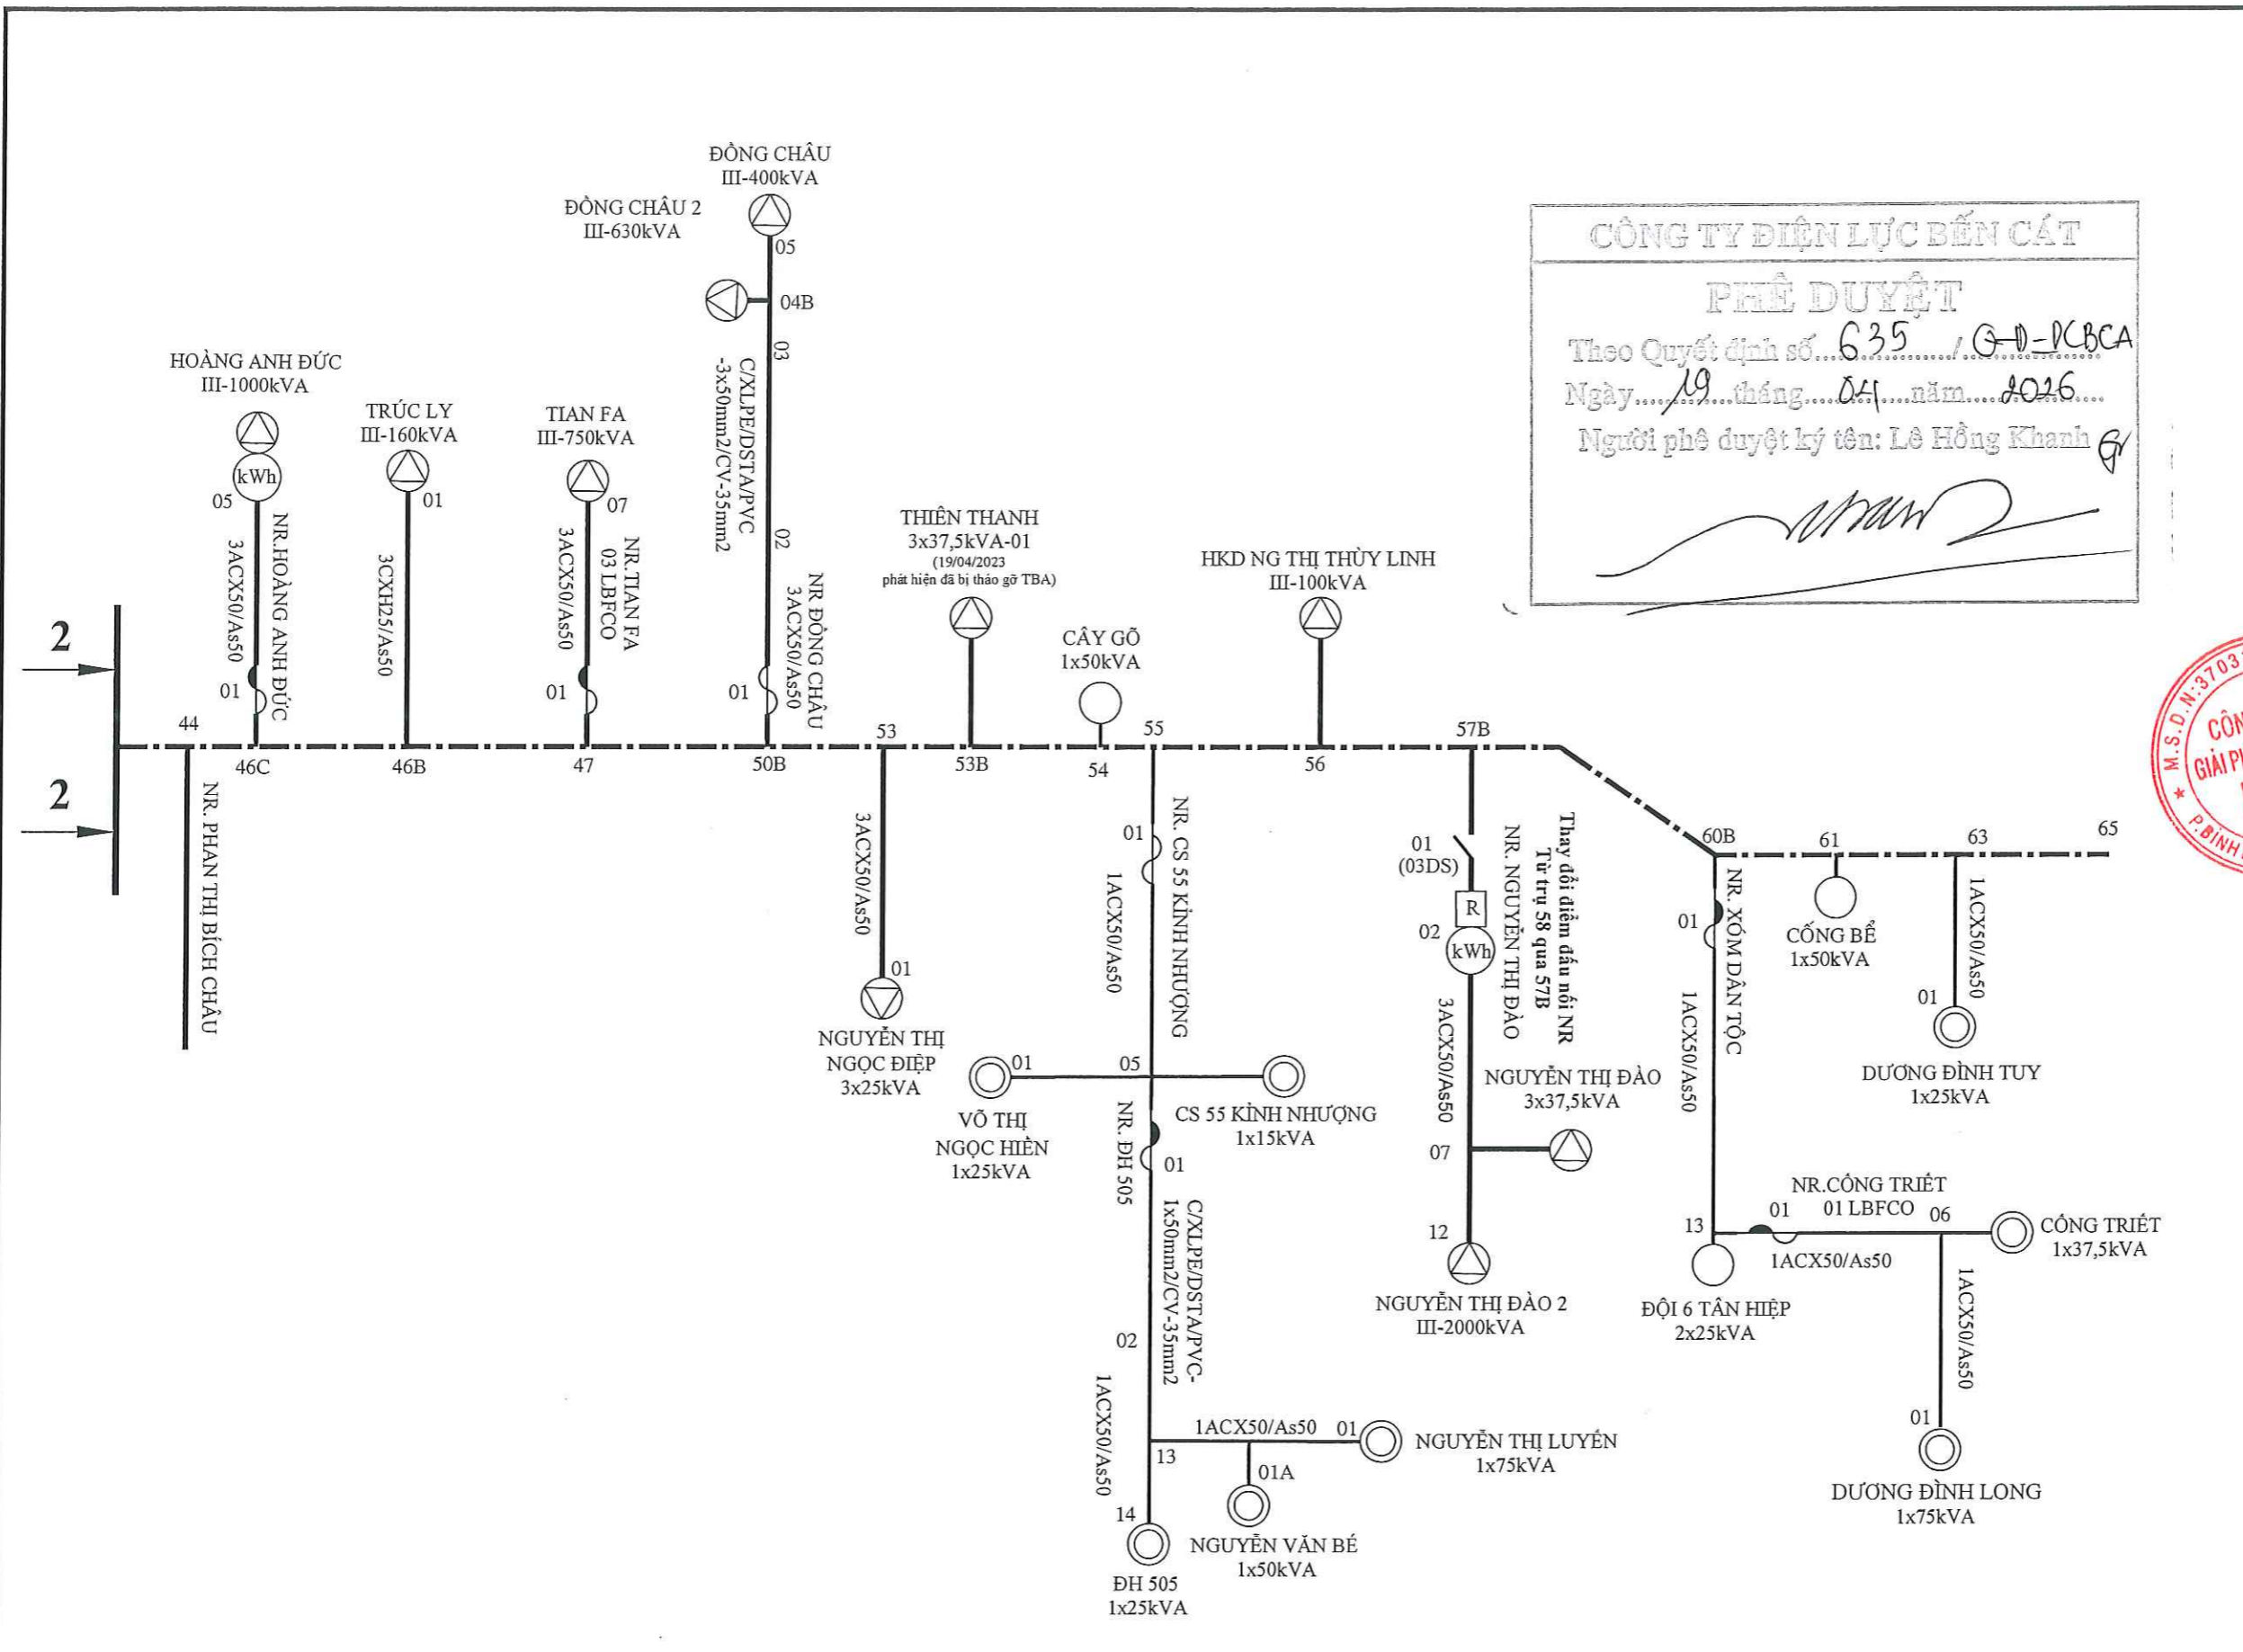 ĐỒNG CHÂU
III-400kVA
ĐỒNG CHÂU 2
III-630kVA
05
04B
03
C/XLPE/DSTA/PVC
-3x50mm2/CV-35mm2
02
NR ĐỒNG CHÂU
3ACX50/As50
01
CÔNG TY ĐIỆN LỰC BẾN CÁT
PHÊ DUYỆT
Theo Quyết định số 635 / QĐ-PCBCA
Ngày 19 tháng 04 năm 2026
Người phê duyệt ký tên: Lê Hồng Khanh
HOÀNG ANH ĐỨC
III-1000kVA
kWh
05
NR.HOÀNG ANH ĐỨC
3ACX50/As50
01
TRÚC LY
III-160kVA
01
3CXH25/As50
TIAN FA
III-750kVA
07
NR.TIAN FA
03 LBFCO
3ACX50/As50
01
THIÊN THANH
3x37,5kVA-01
(19/04/2023
phát hiện đã bị tháo gỡ TBA)
CÂY GÕ
1x50kVA
HKD NG THỊ THÙY LINH
III-100kVA
2
2
44
46C
46B
47
50B
53
53B
54
55
56
57B
60B
61
63
65
M.S.D.N:3703
CÔN
GIẢI P
P.BÌNH
NR. PHAN THỊ BÍCH CHÂU
3ACX50/As50
01
NGUYỄN THỊ
NGỌC ĐIỆP
3x25kVA
01
NR. CS 55 KỈNH NHƯỢNG
1ACX50/As50
01
05
VÕ THỊ
NGỌC HIỀN
1x25kVA
CS 55 KỈNH NHƯỢNG
1x15kVA
NR. ĐH 505
01
C/XLPE/DSTA/PVC-
1x50mm2/CV-35mm2
02
1ACX50/As50
1ACX50/As50
01
13
01A
14
NGUYỄN THỊ LUYẾN
1x75kVA
NGUYỄN VĂN BÉ
1x50kVA
ĐH 505
1x25kVA
01
(03DS)
R
02
kWh
Thay đổi điểm đấu nối NR
Từ trụ 58 qua 57B
NR. NGUYỄN THỊ ĐÀO
3ACX50/As50
NGUYỄN THỊ ĐÀO
3x37,5kVA
07
12
NGUYỄN THỊ ĐÀO 2
III-2000kVA
NR. XÓM DÂN TỘC
01
1ACX50/As50
13
ĐỘI 6 TÂN HIỆP
2x25kVA
CỐNG BỂ
1x50kVA
1ACX50/As50
01
DƯƠNG ĐÌNH TUY
1x25kVA
NR.CÔNG TRIẾT
01 LBFCO
01
06
1ACX50/As50
CÔNG TRIẾT
1x37,5kVA
1ACX50/As50
01
DƯƠNG ĐÌNH LONG
1x75kVA